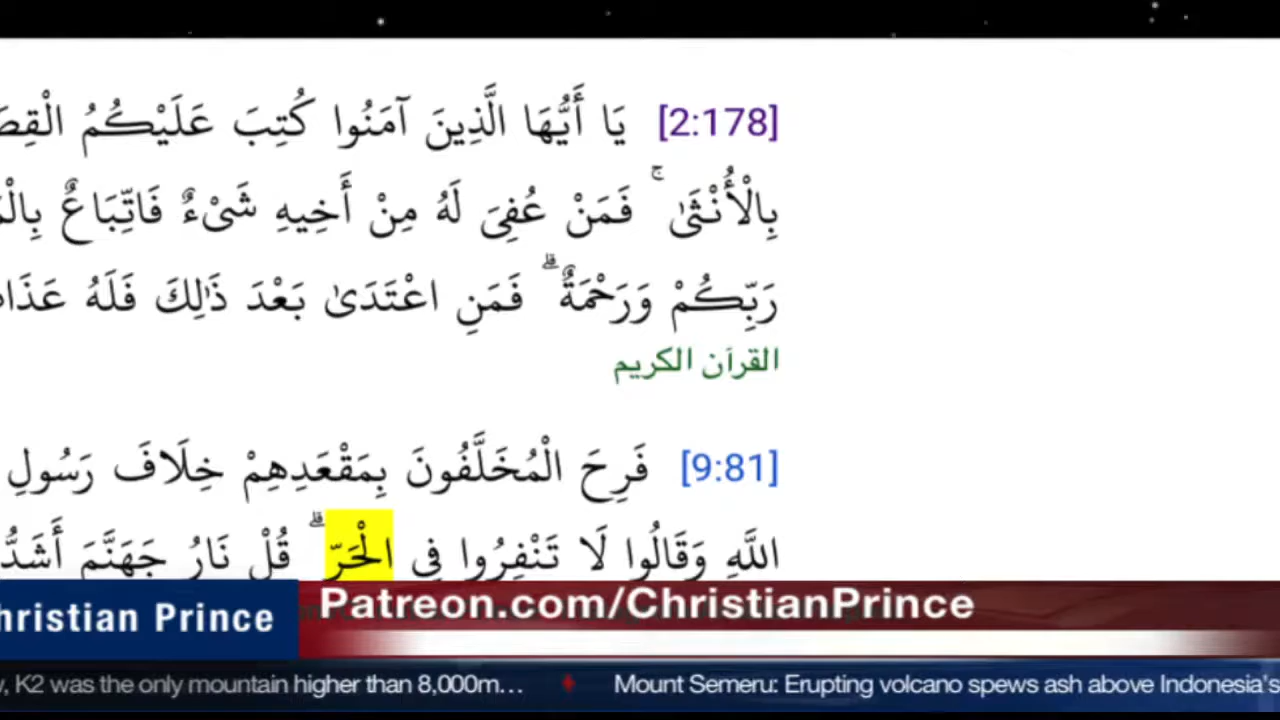 [2:178] يَا أَيُّهَا الَّذِينَ آمَنُوا كُتِبَ عَلَيْكُمُ
بِالْأُنْثَىٰ ۚ فَمَنْ عُفِيَ لَهُ مِنْ أَخِيهِ شَيْءٌ فَاتِّبَاعٌ
رَبِّكُمْ وَرَحْمَةٌ ۗ فَمَنِ اعْتَدَىٰ بَعْدَ ذَٰلِكَ فَلَهُ
القرآن الكريم
[9:81] فَرِحَ الْمُخَلَّفُونَ بِمَقْعَدِهِمْ خِلَافَ رَسُولِ
اللَّهِ وَقَالُوا لَا تَنْفِرُوا فِي الْحَرِّ ۗ قُلْ نَارُ جَهَنَّمَ أَشَدُّ
hristian Prince
Patreon.com/ChristianPrince
, K2 was the only mountain higher than 8,000m... Mount Semeru: Erupting volcano spews ash above Indonesia's